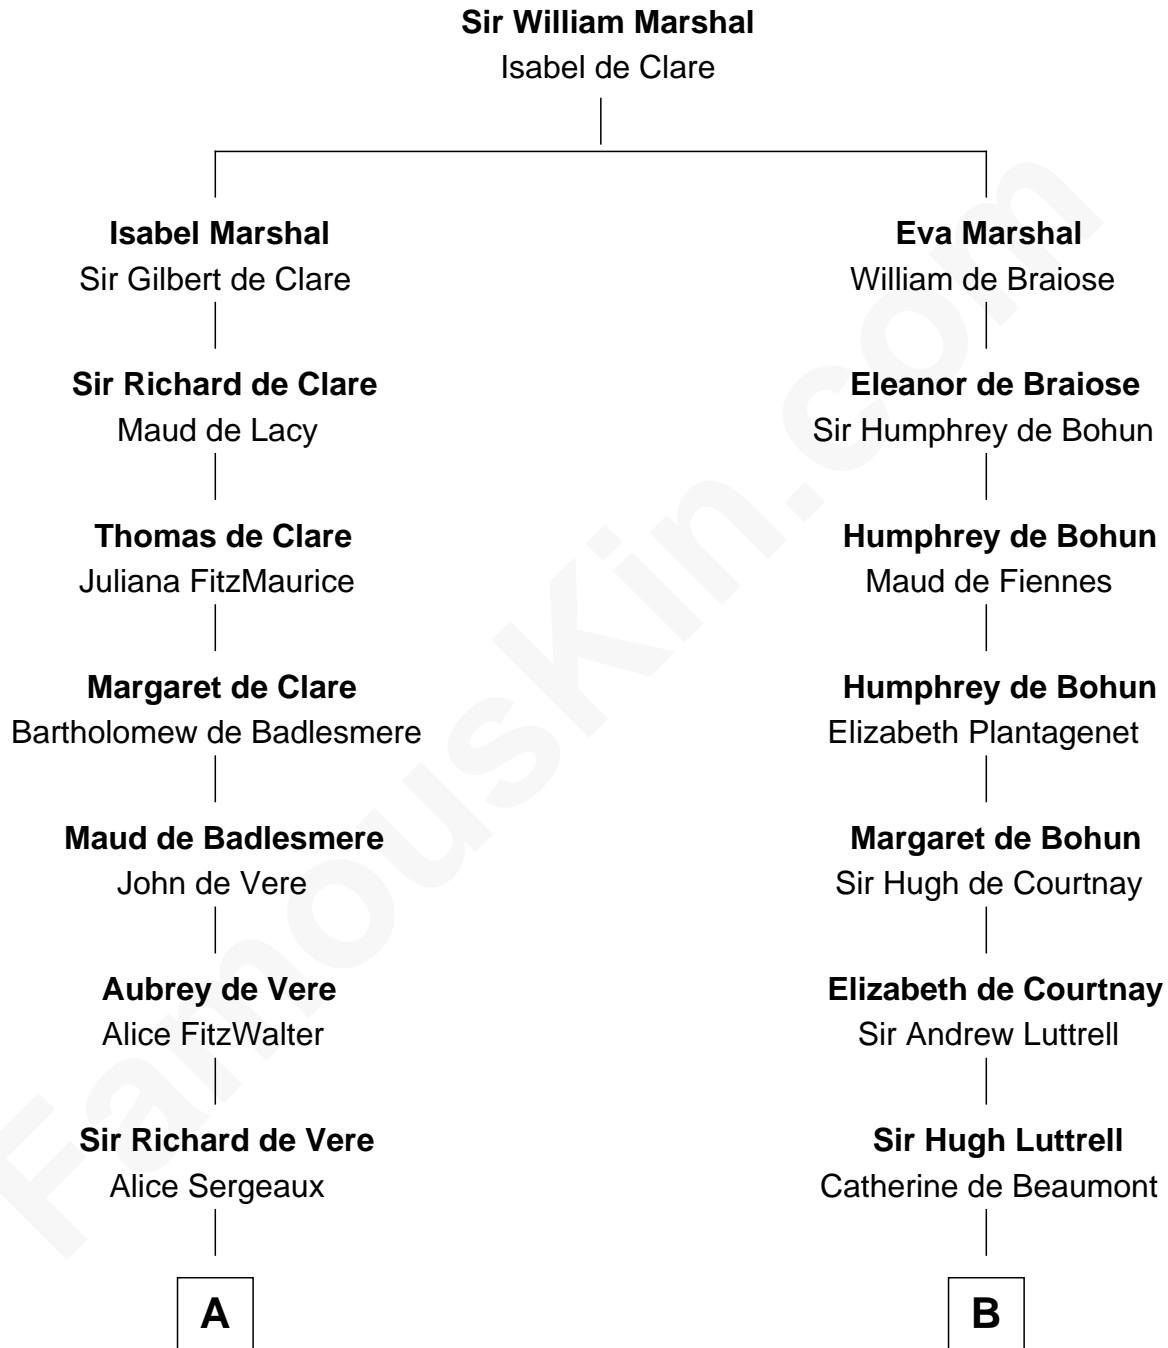 Sir William Marshal
Isabel de Clare
Isabel Marshal
Sir Gilbert de Clare
Sir Richard de Clare
Maud de Lacy
Thomas de Clare
Juliana FitzMaurice
Margaret de Clare
Bartholomew de Badlesmere
Maud de Badlesmere
John de Vere
Aubrey de Vere
Alice FitzWalter
Sir Richard de Vere
Alice Sergeaux
A
Eva Marshal
William de Braiose
Eleanor de Braiose
Sir Humphrey de Bohun
Humphrey de Bohun
Maud de Fiennes
Humphrey de Bohun
Elizabeth Plantagenet
Margaret de Bohun
Sir Hugh de Courtnay
Elizabeth de Courtnay
Sir Andrew Luttrell
Sir Hugh Luttrell
Catherine de Beaumont
B
FamousKin.com